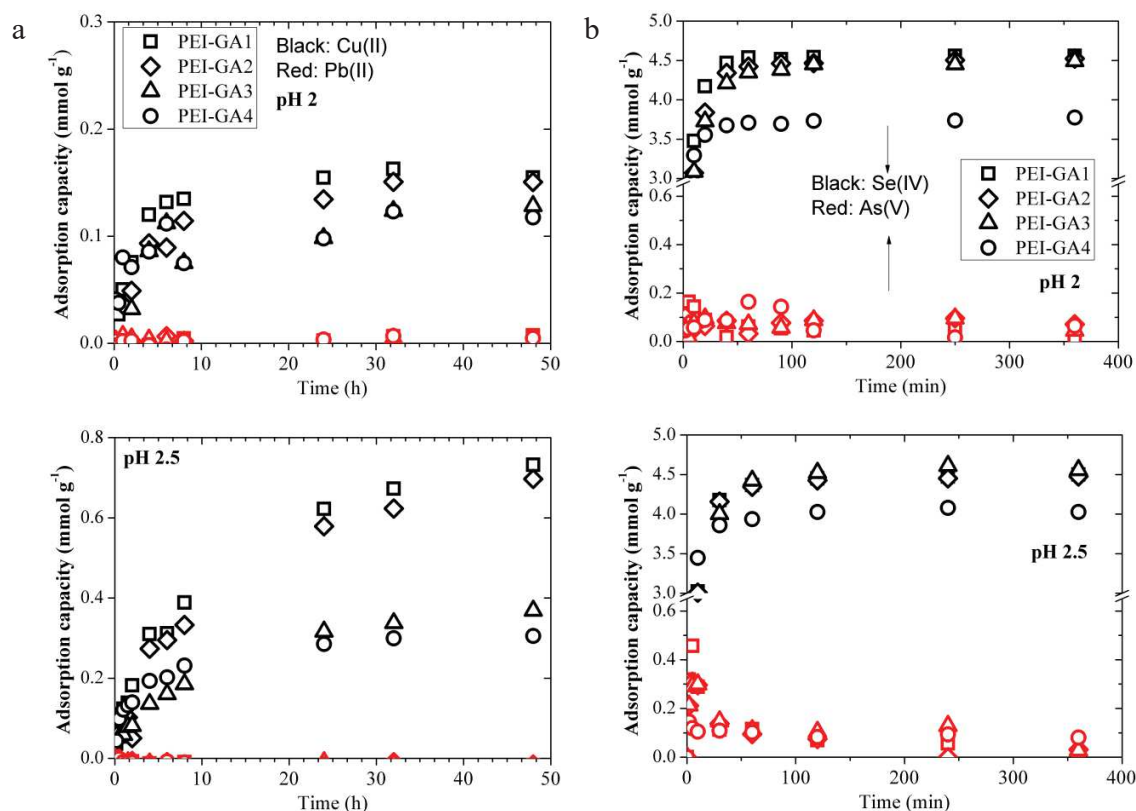 a
0.3
0.2
0.1
0.0
Adsorption capacity (mmol g⁻¹)
PEI-GA1
PEI-GA2
PEI-GA3
PEI-GA4
Black: Cu(II)
Red: Pb(II)
pH 2
0 10 20 30 40 50
Time (h)
b
5.0
4.5
4.0
3.5
3.0
0.6
0.4
0.2
0.0
Adsorption capacity (mmol g⁻¹)
Black: Se(IV)
Red: As(V)
PEI-GA1
PEI-GA2
PEI-GA3
PEI-GA4
pH 2
0 100 200 300 400
Time (min)
0.8
0.6
0.4
0.2
0.0
Adsorption capacity (mmol g⁻¹)
pH 2.5
0 10 20 30 40 50
Time (h)
5.0
4.5
4.0
3.5
3.0
0.6
0.4
0.2
0.0
Adsorption capacity (mmol g⁻¹)
pH 2.5
0 100 200 300 400
Time (min)